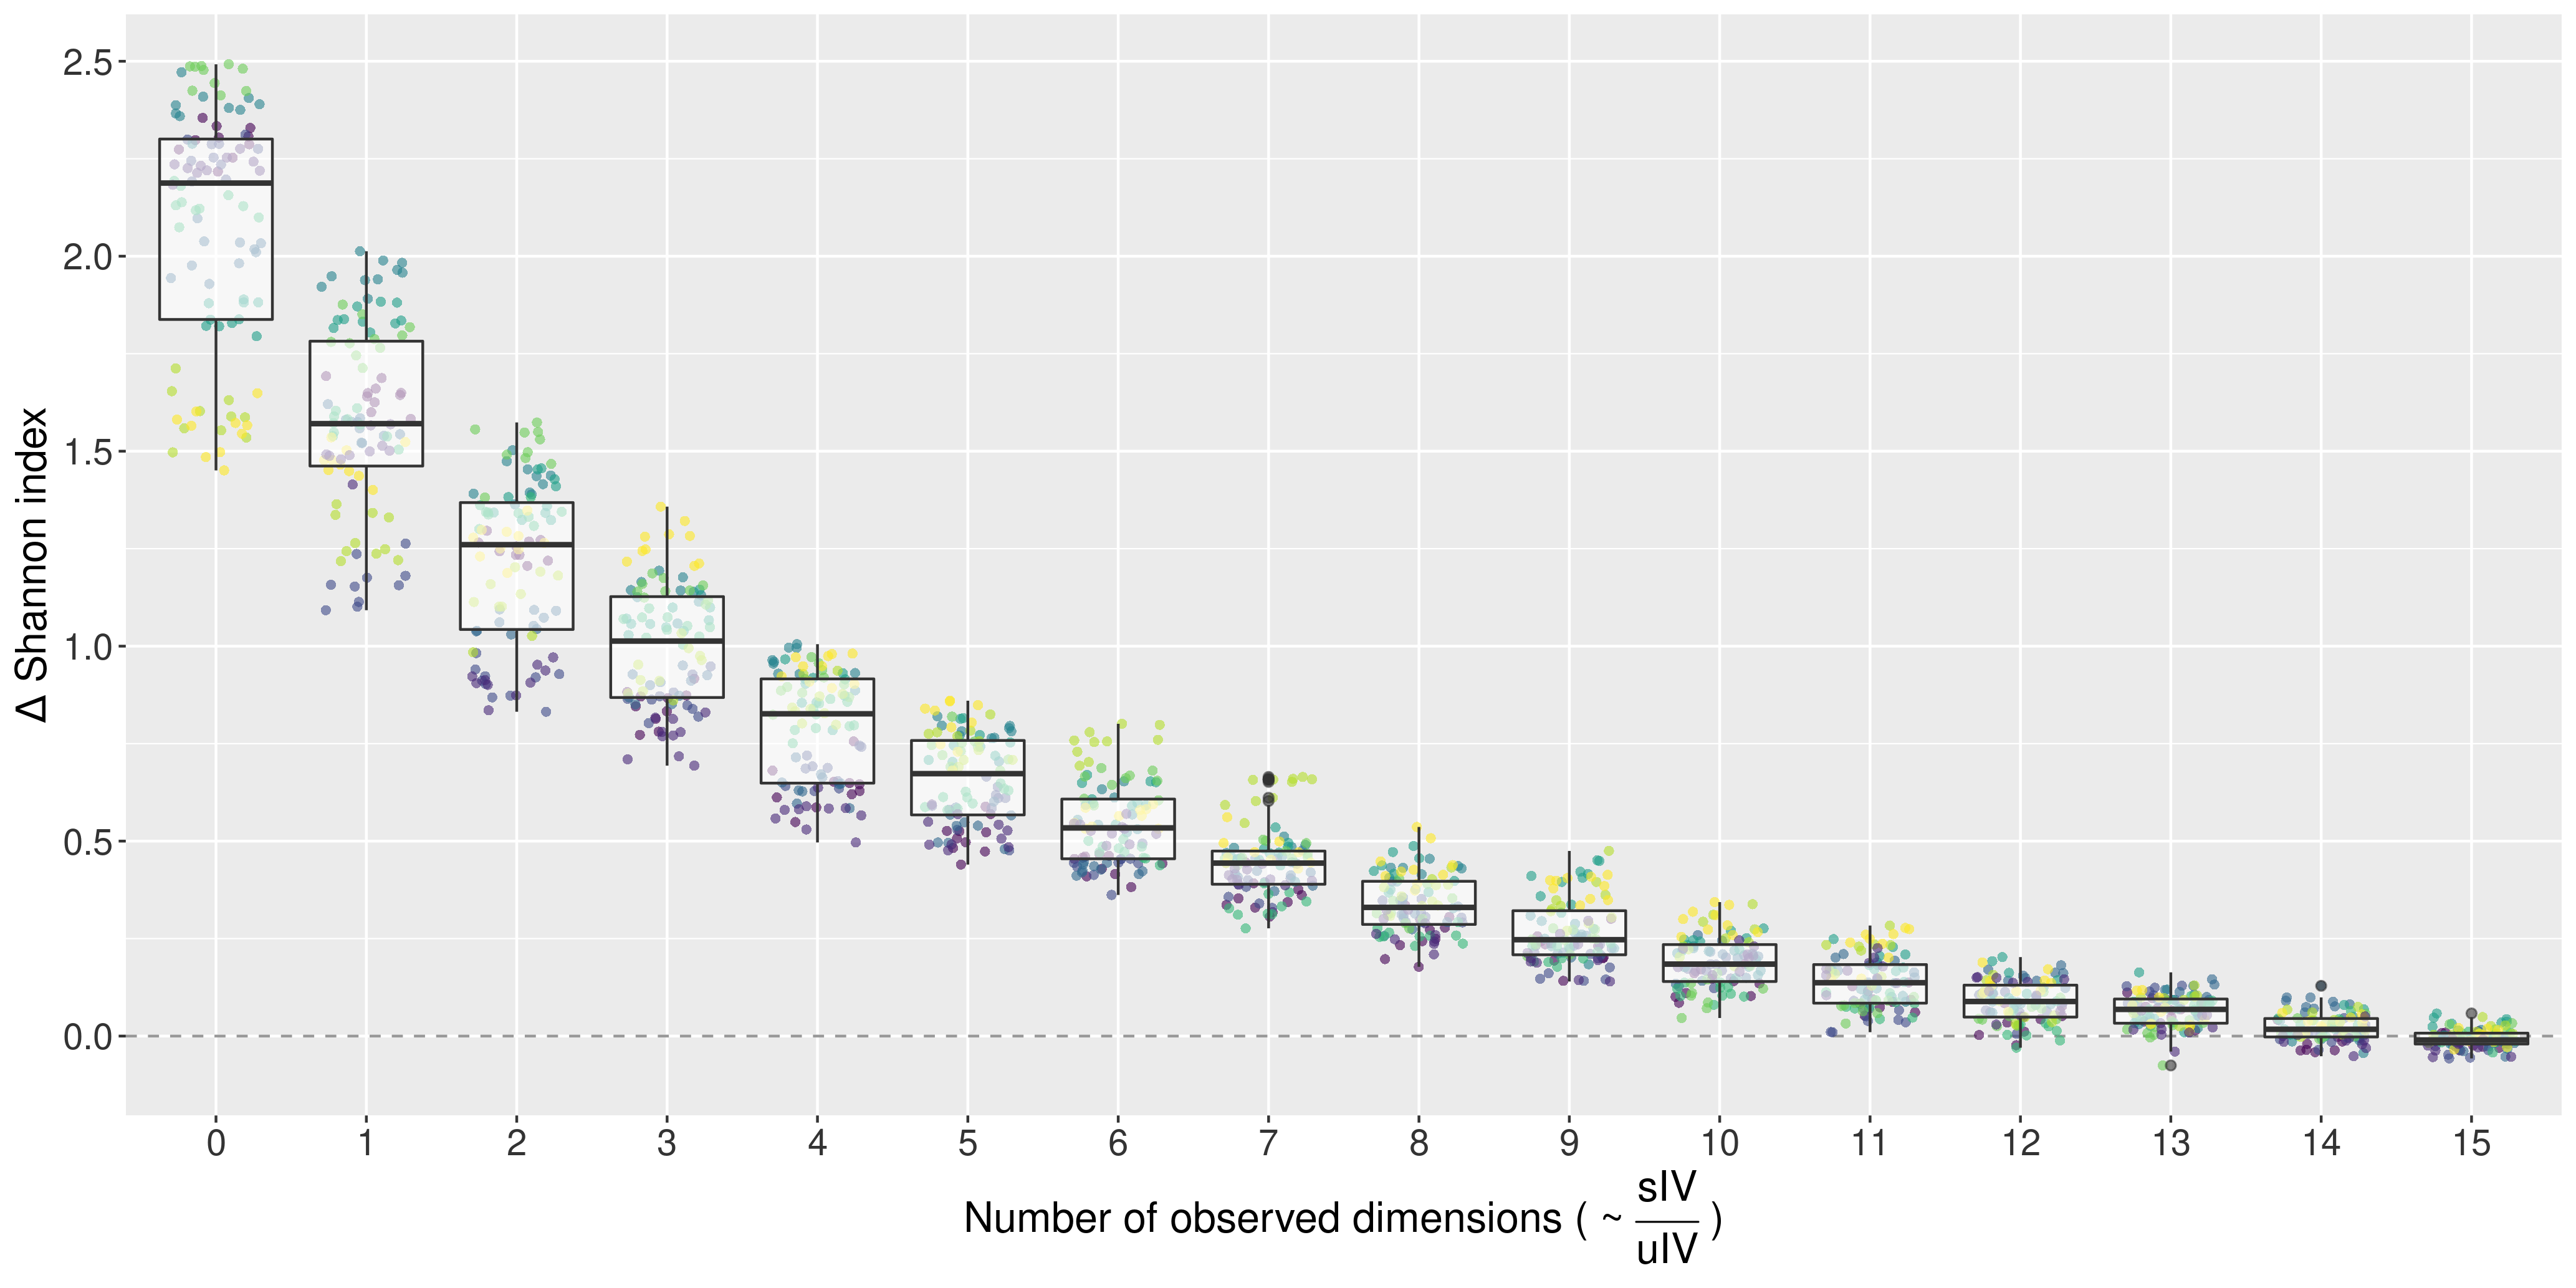 2.5
2.0
1.5
1.0
0.5
0.0
Δ Shannon index
0 1 2 3 4 5 6 7 8 9 10 11 12 13 14 15
Number of observed dimensions ( ~ sIV
uIV )